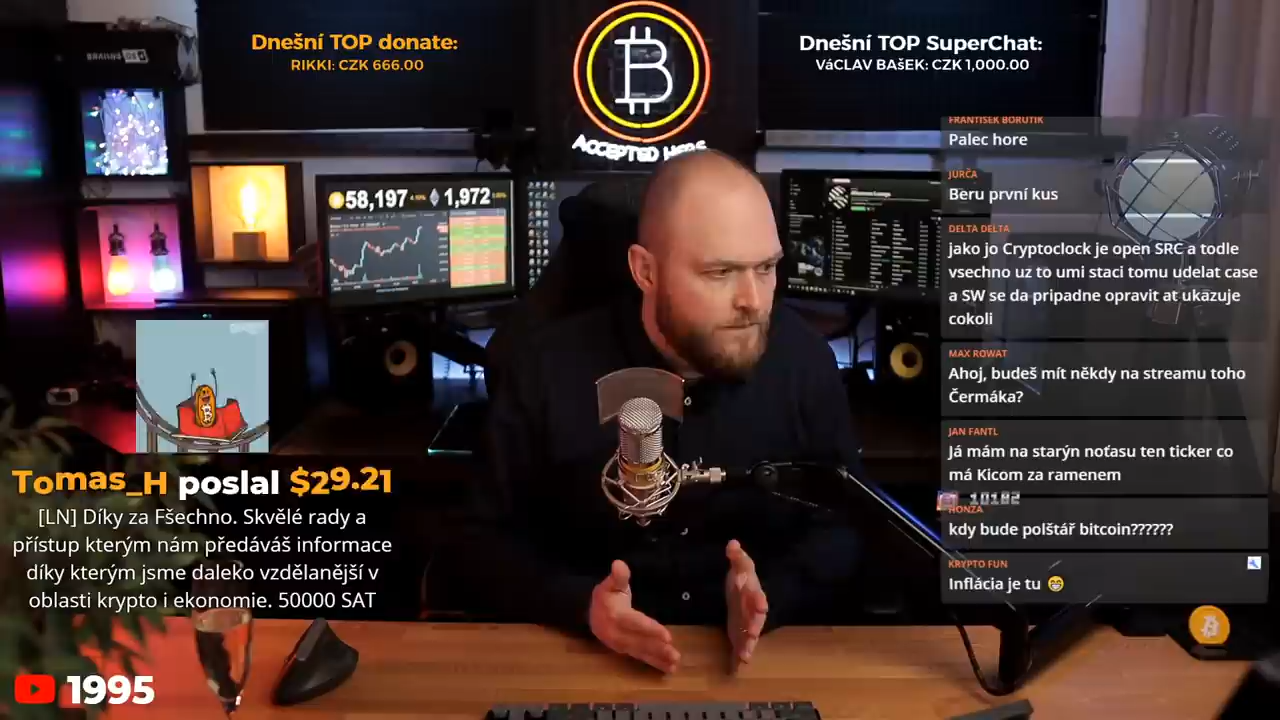 Dnešní TOP donate:
RIKKI: CZK 666.00
ACCEPTED HERE
Dnešní TOP SuperChat:
VáCLAV BAŠEK: CZK 1,000.00
58,197
1,972
FRANTISEK BORUTIK
Palec hore
JURČA
Beru první kus
DELTA DELTA
jako jo Cryptoclock je open SRC a todle
vsechno uz to umi staci tomu udelat case
a SW se da pripadne opravit at ukazuje
cokoli
MAX ROWAT
Ahoj, budeš mít někdy na streamu toho
Čermáka?
JAN FANTL
Já mám na starýn noťasu ten ticker co
má Kicom za ramenem
10182
HONZA
kdy bude polštář bitcoin??????
KRYPTO FUN
Inflácia je tu 😁
Tomas_H poslal $29.21
[LN] Díky za Fšechno. Skvělé rady a
přístup kterým nám předáváš informace
díky kterým jsme daleko vzdělanější v
oblasti krypto i ekonomie. 50000 SAT
1995